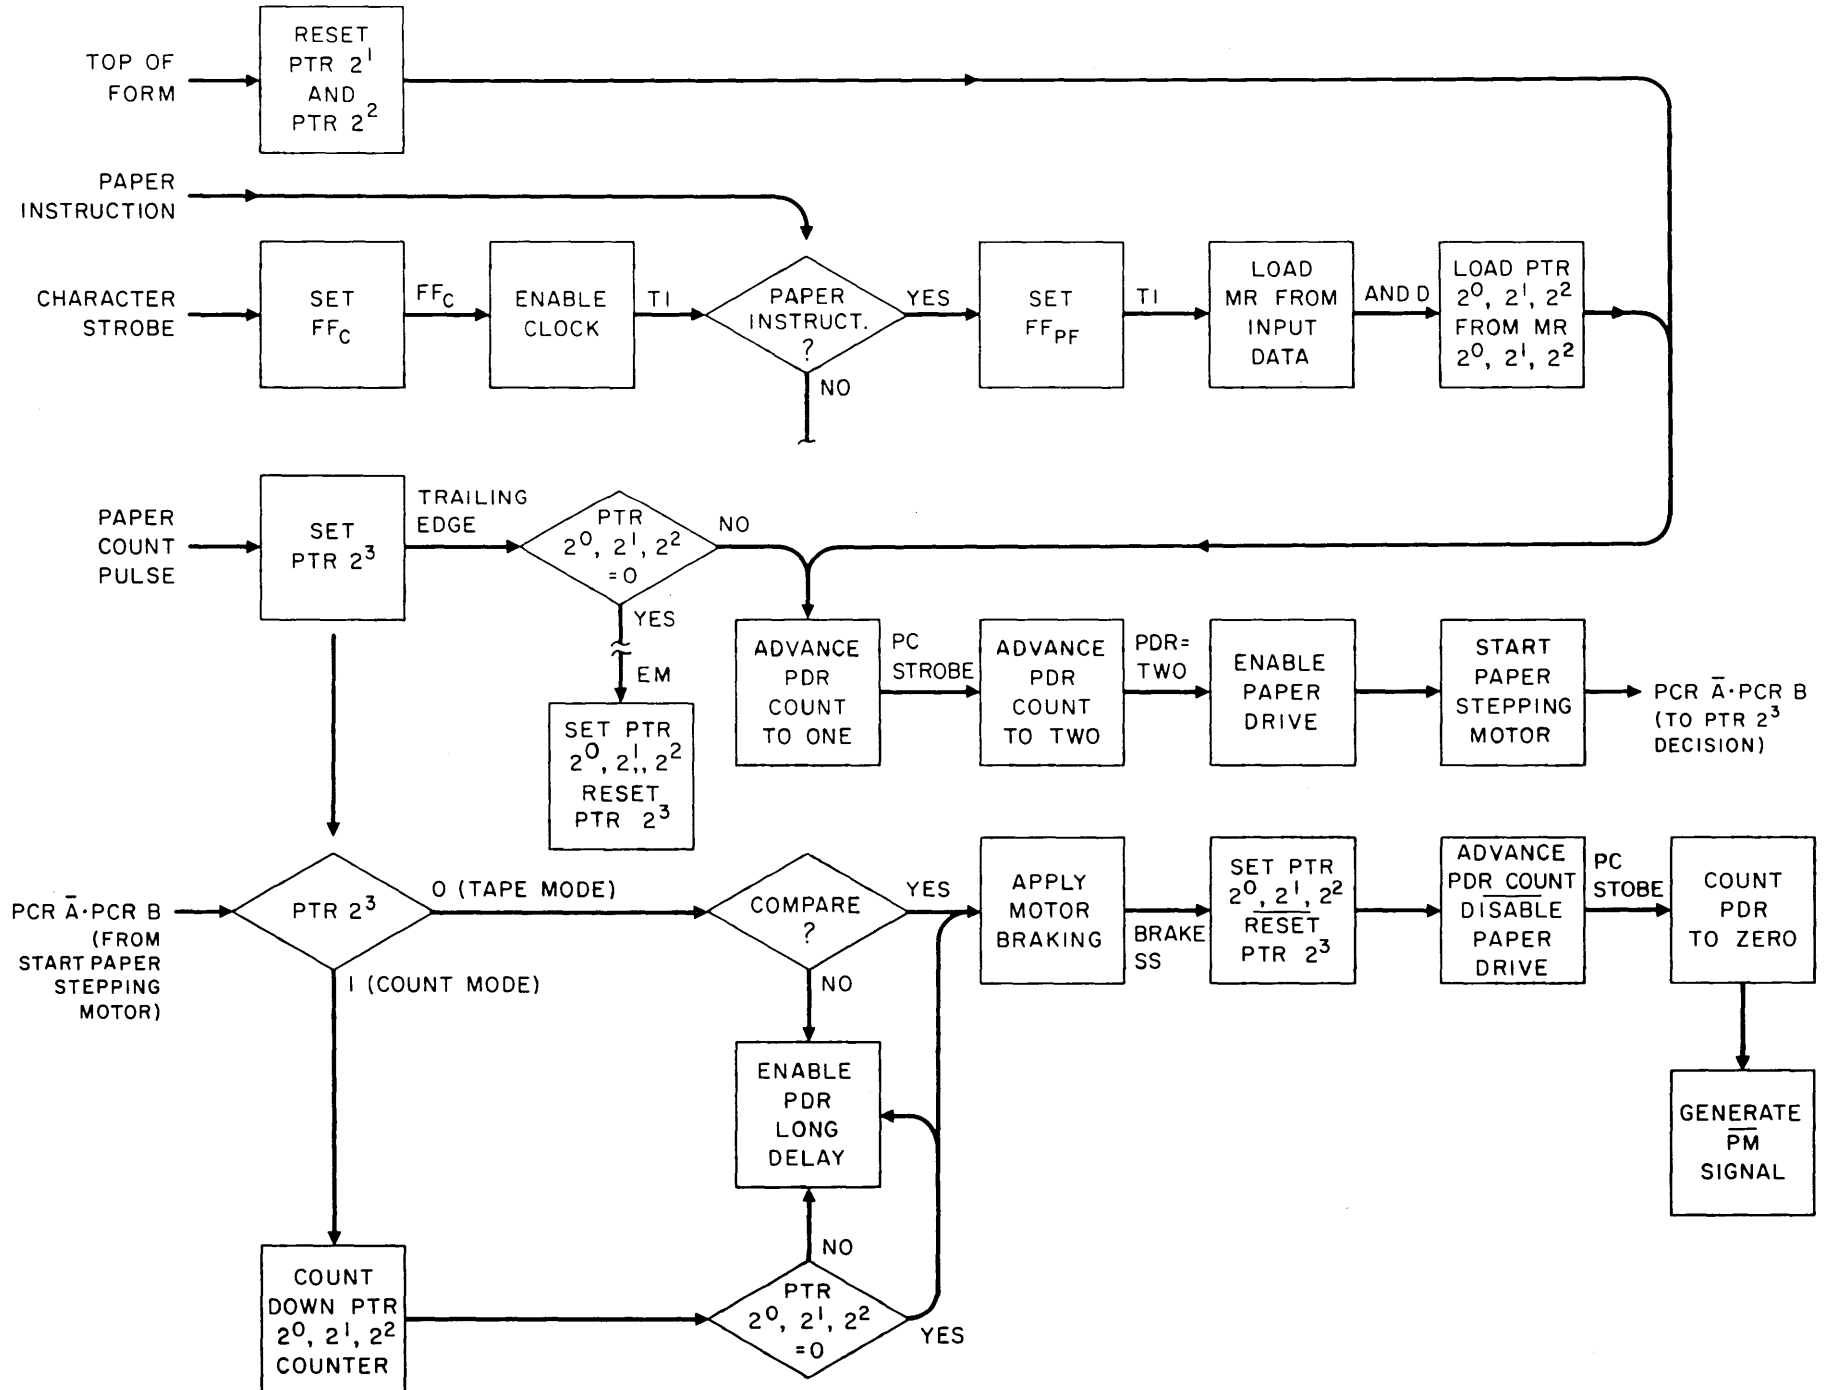 TOP OF
FORM
RESET
PTR 2¹
AND
PTR 2²
PAPER
INSTRUCTION
CHARACTER
STROBE
SET
FF_C
FF_C
ENABLE
CLOCK
T1
PAPER
INSTRUCT.
?
YES
NO
SET
FF_PF
T1
LOAD
MR FROM
INPUT
DATA
AND D
LOAD PTR
2⁰, 2¹, 2²
FROM MR
2⁰, 2¹, 2²
PAPER
COUNT
PULSE
SET
PTR 2³
TRAILING
EDGE
PTR
2⁰, 2¹, 2²
=0
NO
YES
EM
SET PTR
2⁰, 2¹, 2²
RESET
PTR 2³
ADVANCE
PDR
COUNT
TO ONE
PC
STROBE
ADVANCE
PDR
COUNT
TO TWO
PDR=
TWO
ENABLE
PAPER
DRIVE
START
PAPER
STEPPING
MOTOR
PCR A̅·PCR B
(TO PTR 2³
DECISION)
PCR A̅·PCR B
(FROM
START PAPER
STEPPING
MOTOR)
PTR 2³
0 (TAPE MODE)
1 (COUNT MODE)
COMPARE
?
YES
NO
APPLY
MOTOR
BRAKING
BRAKE
SS
SET PTR
2⁰, 2¹, 2²
RESET
PTR 2³
ADVANCE
PDR COUNT
DISABLE
PAPER
DRIVE
PC
STOBE
COUNT
PDR
TO ZERO
ENABLE
PDR
LONG
DELAY
GENERATE
P̅M̅
SIGNAL
COUNT
DOWN PTR
2⁰, 2¹, 2²
COUNTER
NO
PTR
2⁰, 2¹, 2²
=0
YES